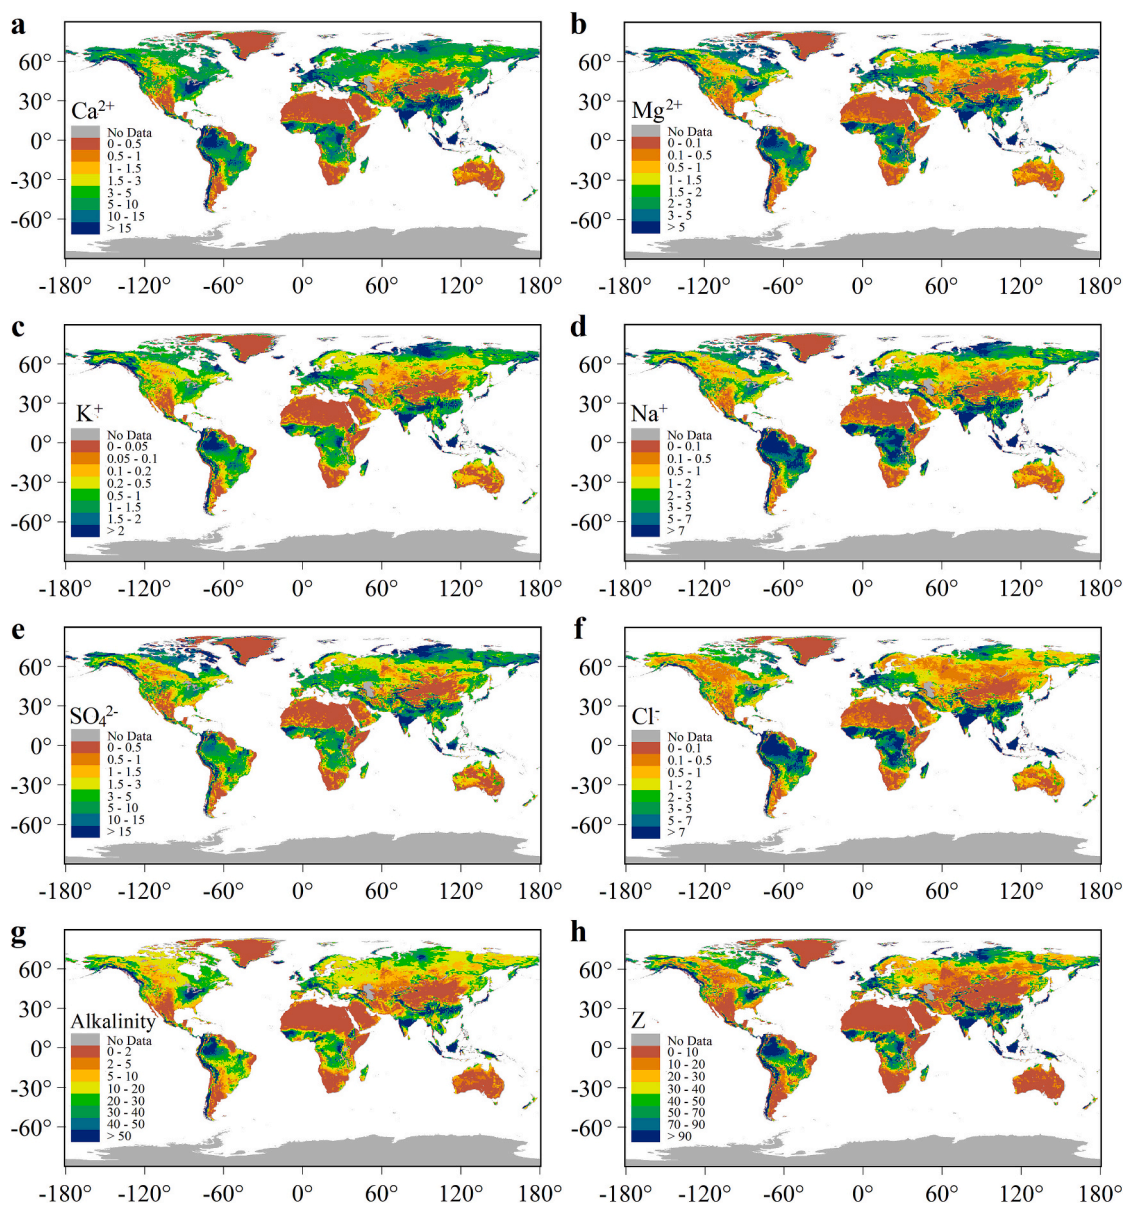 a
60°
30°
0°
-30°
-60°
Ca2+
No Data
0 - 0.5
0.5 - 1
1 - 1.5
1.5 - 3
3 - 5
5 - 10
10 - 15
> 15
-180° -120° -60° 0° 60° 120° 180°
b
60°
30°
0°
-30°
-60°
Mg2+
No Data
0 - 0.1
0.1 - 0.5
0.5 - 1
1 - 1.5
1.5 - 2
2 - 3
3 - 5
> 5
-180° -120° -60° 0° 60° 120° 180°
c
60°
30°
0°
-30°
-60°
K+
No Data
0 - 0.05
0.05 - 0.1
0.1 - 0.2
0.2 - 0.5
0.5 - 1
1 - 1.5
1.5 - 2
> 2
-180° -120° -60° 0° 60° 120° 180°
d
60°
30°
0°
-30°
-60°
Na+
No Data
0 - 0.1
0.1 - 0.5
0.5 - 1
1 - 2
2 - 3
3 - 5
5 - 7
> 7
-180° -120° -60° 0° 60° 120° 180°
e
60°
30°
0°
-30°
-60°
SO42-
No Data
0 - 0.5
0.5 - 1
1 - 1.5
1.5 - 3
3 - 5
5 - 10
10 - 15
> 15
-180° -120° -60° 0° 60° 120° 180°
f
60°
30°
0°
-30°
-60°
Cl-
No Data
0 - 0.1
0.1 - 0.5
0.5 - 1
1 - 2
2 - 3
3 - 5
5 - 7
> 7
-180° -120° -60° 0° 60° 120° 180°
g
60°
30°
0°
-30°
-60°
Alkalinity
No Data
0 - 2
2 - 5
5 - 10
10 - 20
20 - 30
30 - 40
40 - 50
> 50
-180° -120° -60° 0° 60° 120° 180°
h
60°
30°
0°
-30°
-60°
Z
No Data
0 - 10
10 - 20
20 - 30
30 - 40
40 - 50
50 - 70
70 - 90
> 90
-180° -120° -60° 0° 60° 120° 180°